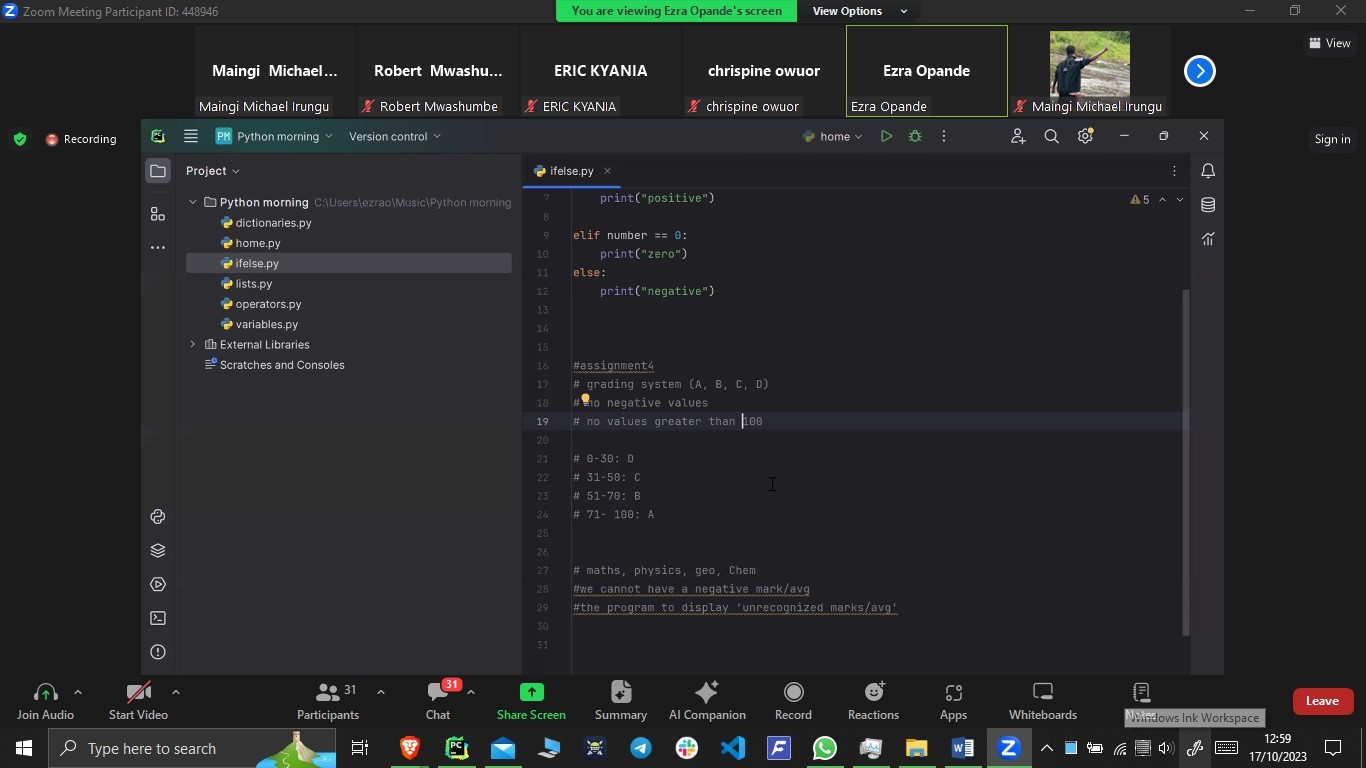 Zoom Meeting Participant ID: 448946
You are viewing Ezra Opande's screen
View Options
View
Maingi Michael...
Robert Mwashu...
ERIC KYANIA
chrispine owuor
Ezra Opande
Maingi Michael Irungu
Robert Mwashumbe
ERIC KYANIA
chrispine owuor
Ezra Opande
Maingi Michael Irungu
Recording
Sign in
PM Python morning
Version control
home
Project
ifelse.py
Python morning C:\Users\ezrao\Music\Python morning
dictionaries.py
home.py
ifelse.py
lists.py
operators.py
variables.py
External Libraries
Scratches and Consoles
5
7 print("positive")
8
9 elif number == 0:
10 print("zero")
11 else:
12 print("negative")
13
14
15
16 #assignment4
17 # grading system (A, B, C, D)
18 # no negative values
19 # no values greater than 100
20
21 # 0-30: D
22 # 31-50: C
23 # 51-70: B
24 # 71- 100: A
25
26
27 # maths, physics, geo, Chem
28 #we cannot have a negative mark/avg
29 #the program to display 'unrecognized marks/avg'
30
31
Join Audio
Start Video
31
Participants
31
Chat
Share Screen
Summary
AI Companion
Record
Reactions
Apps
Whiteboards
Notes
Windows Ink Workspace
Leave
Type here to search
12:59
17/10/2023